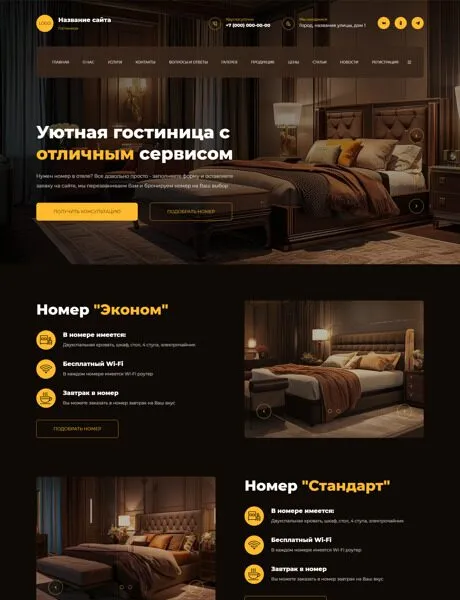 LOGO
Название сайта
Гостиница
Круглосуточно
+7 (000) 000-00-00
Мы находимся
Город, название улицы, дом 1
ГЛАВНАЯ О НАС УСЛУГИ КОНТАКТЫ ВОПРОСЫ И ОТВЕТЫ ГАЛЕРЕЯ ПРОДУКЦИЯ ЦЕНЫ СТАТЬИ НОВОСТИ РЕГИСТРАЦИЯ
Уютная гостиница с
отличным сервисом
Нужен номер в отеле? Все довольно просто - заполняете форму и оставляете
заявку на сайте, мы перезваниваем Вам и бронируем номер на Ваш выбор
ПОЛУЧИТЬ КОНСУЛЬТАЦИЮ
ПОДОБРАТЬ НОМЕР
Номер "Эконом"
В номере имеется:
Двухспальная кровать, шкаф, стол, 4 стула, электрочайник
Бесплатный Wi-Fi
В каждом номере имеется Wi-Fi роутер
Завтрак в номер
Вы можете заказать в номер завтрак на Ваш вкус
ПОДОБРАТЬ НОМЕР
Номер "Стандарт"
В номере имеется:
Двухспальная кровать, шкаф, стол, 4 стула, электрочайник
Бесплатный Wi-Fi
В каждом номере имеется Wi-Fi роутер
Завтрак в номер
Вы можете заказать в номер завтрак на Ваш вкус